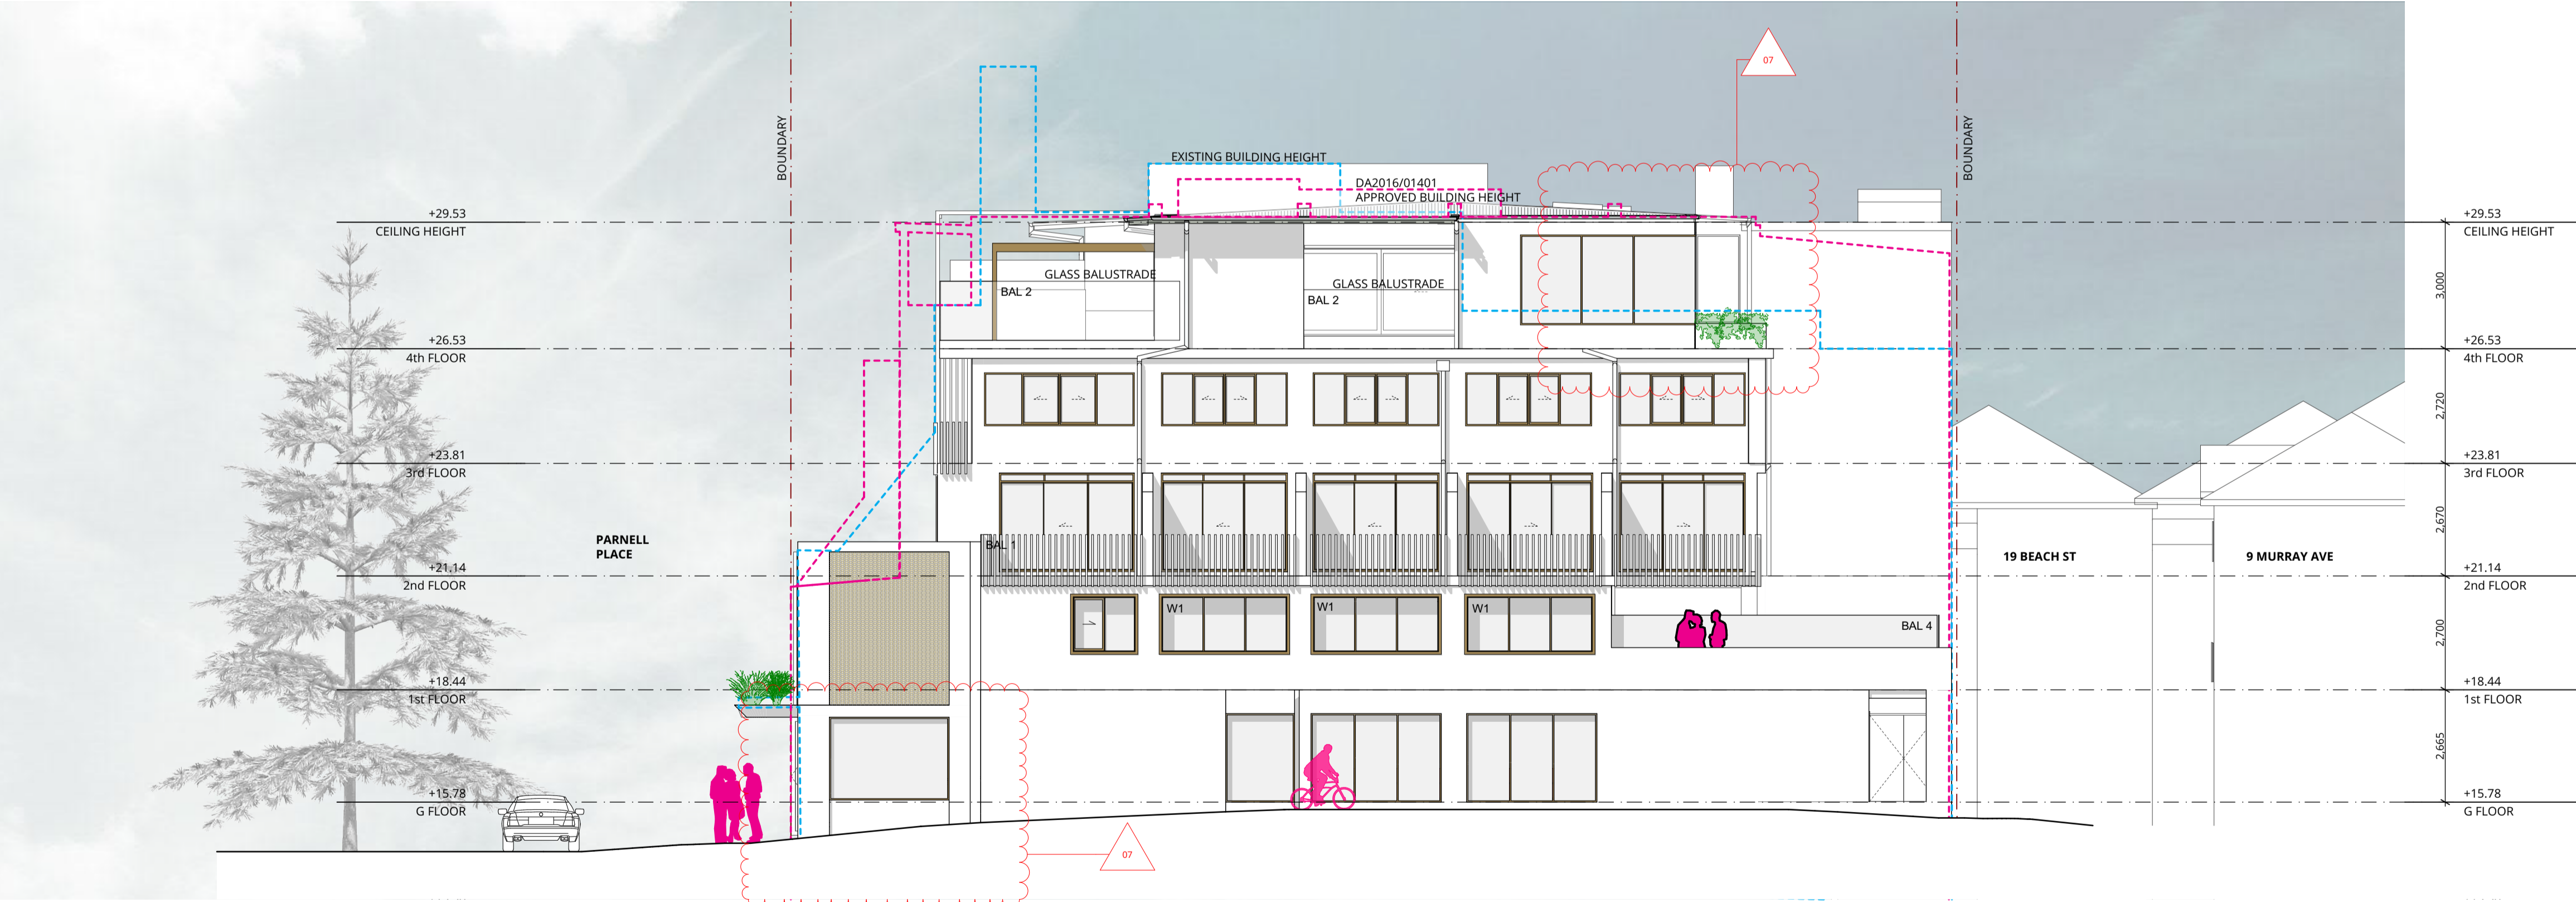 07
BOUNDARY
BOUNDARY
EXISTING BUILDING HEIGHT
DA2016/01401
APPROVED BUILDING HEIGHT
+29.53
CEILING HEIGHT
+29.53
CEILING HEIGHT
GLASS BALUSTRADE
BAL 2
GLASS BALUSTRADE
BAL 2
3,000
+26.53
4th FLOOR
+26.53
4th FLOOR
2,720
+23.81
3rd FLOOR
+23.81
3rd FLOOR
2,670
PARNELL
PLACE
BAL 1
19 BEACH ST
9 MURRAY AVE
+21.14
2nd FLOOR
+21.14
2nd FLOOR
W1
W1
W1
BAL 4
2,700
+18.44
1st FLOOR
+18.44
1st FLOOR
2,665
+15.78
G FLOOR
+15.78
G FLOOR
07